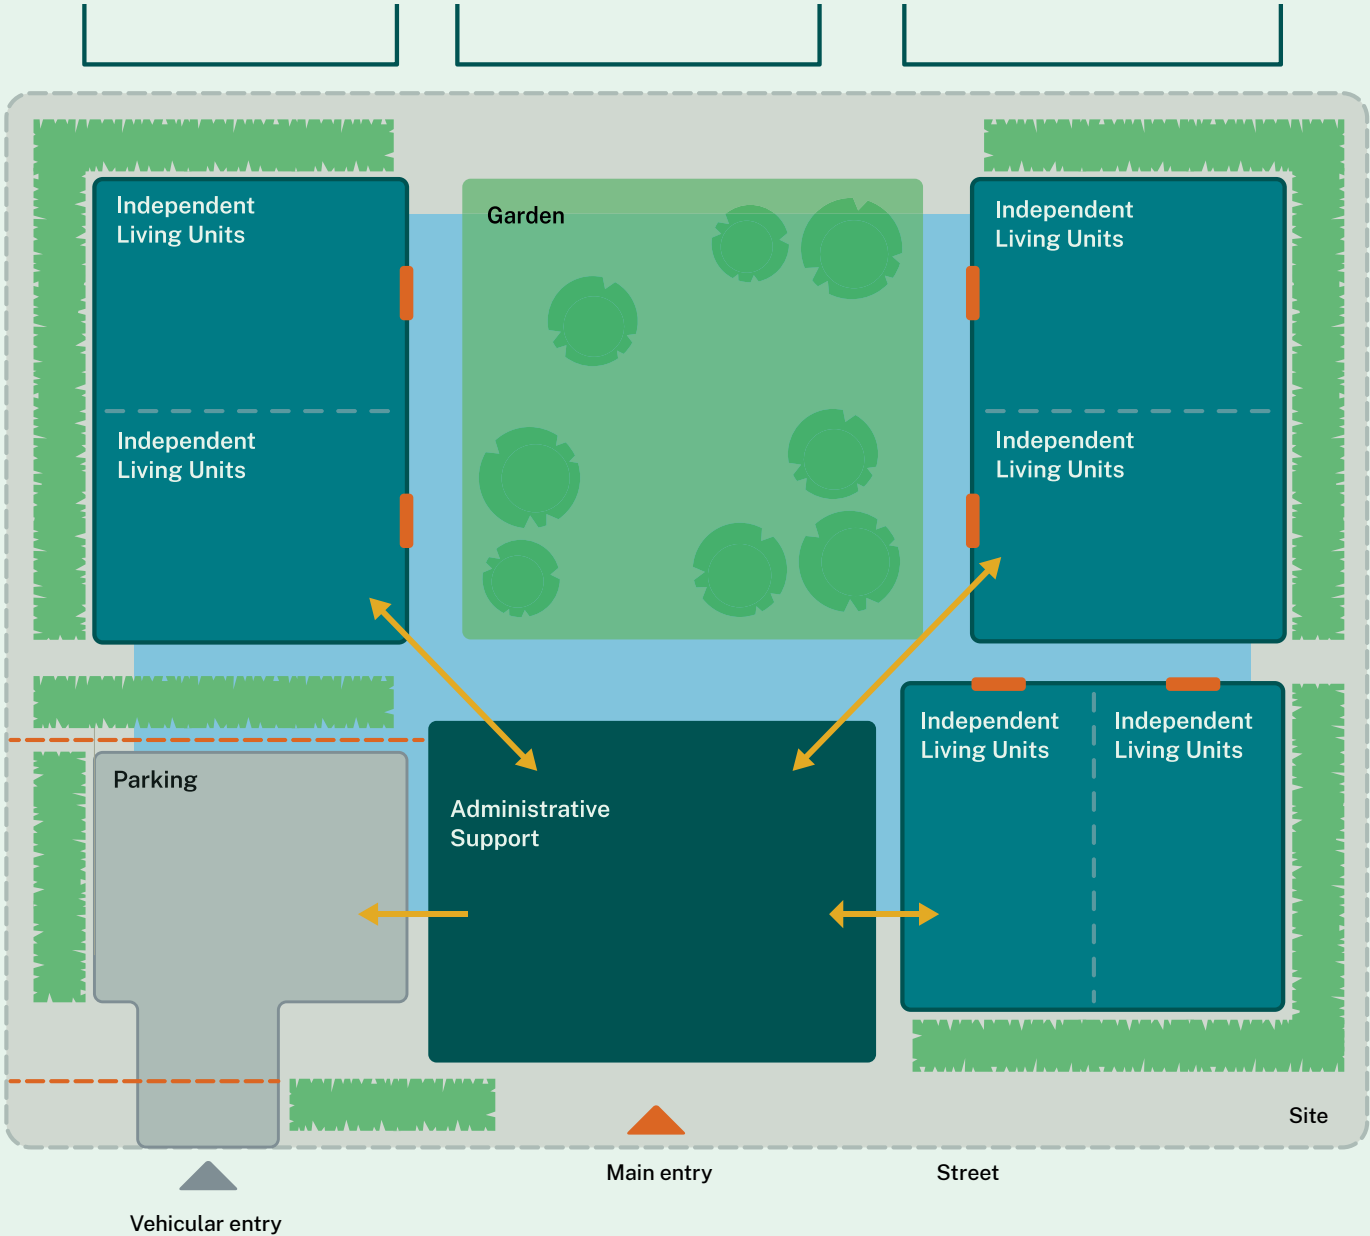 Independent
Living Units
Garden
Independent
Living Units
Independent
Living Units
Independent
Living Units
Parking
Administrative
Support
Independent
Living Units
Independent
Living Units
Site
Main entry
Street
Vehicular entry